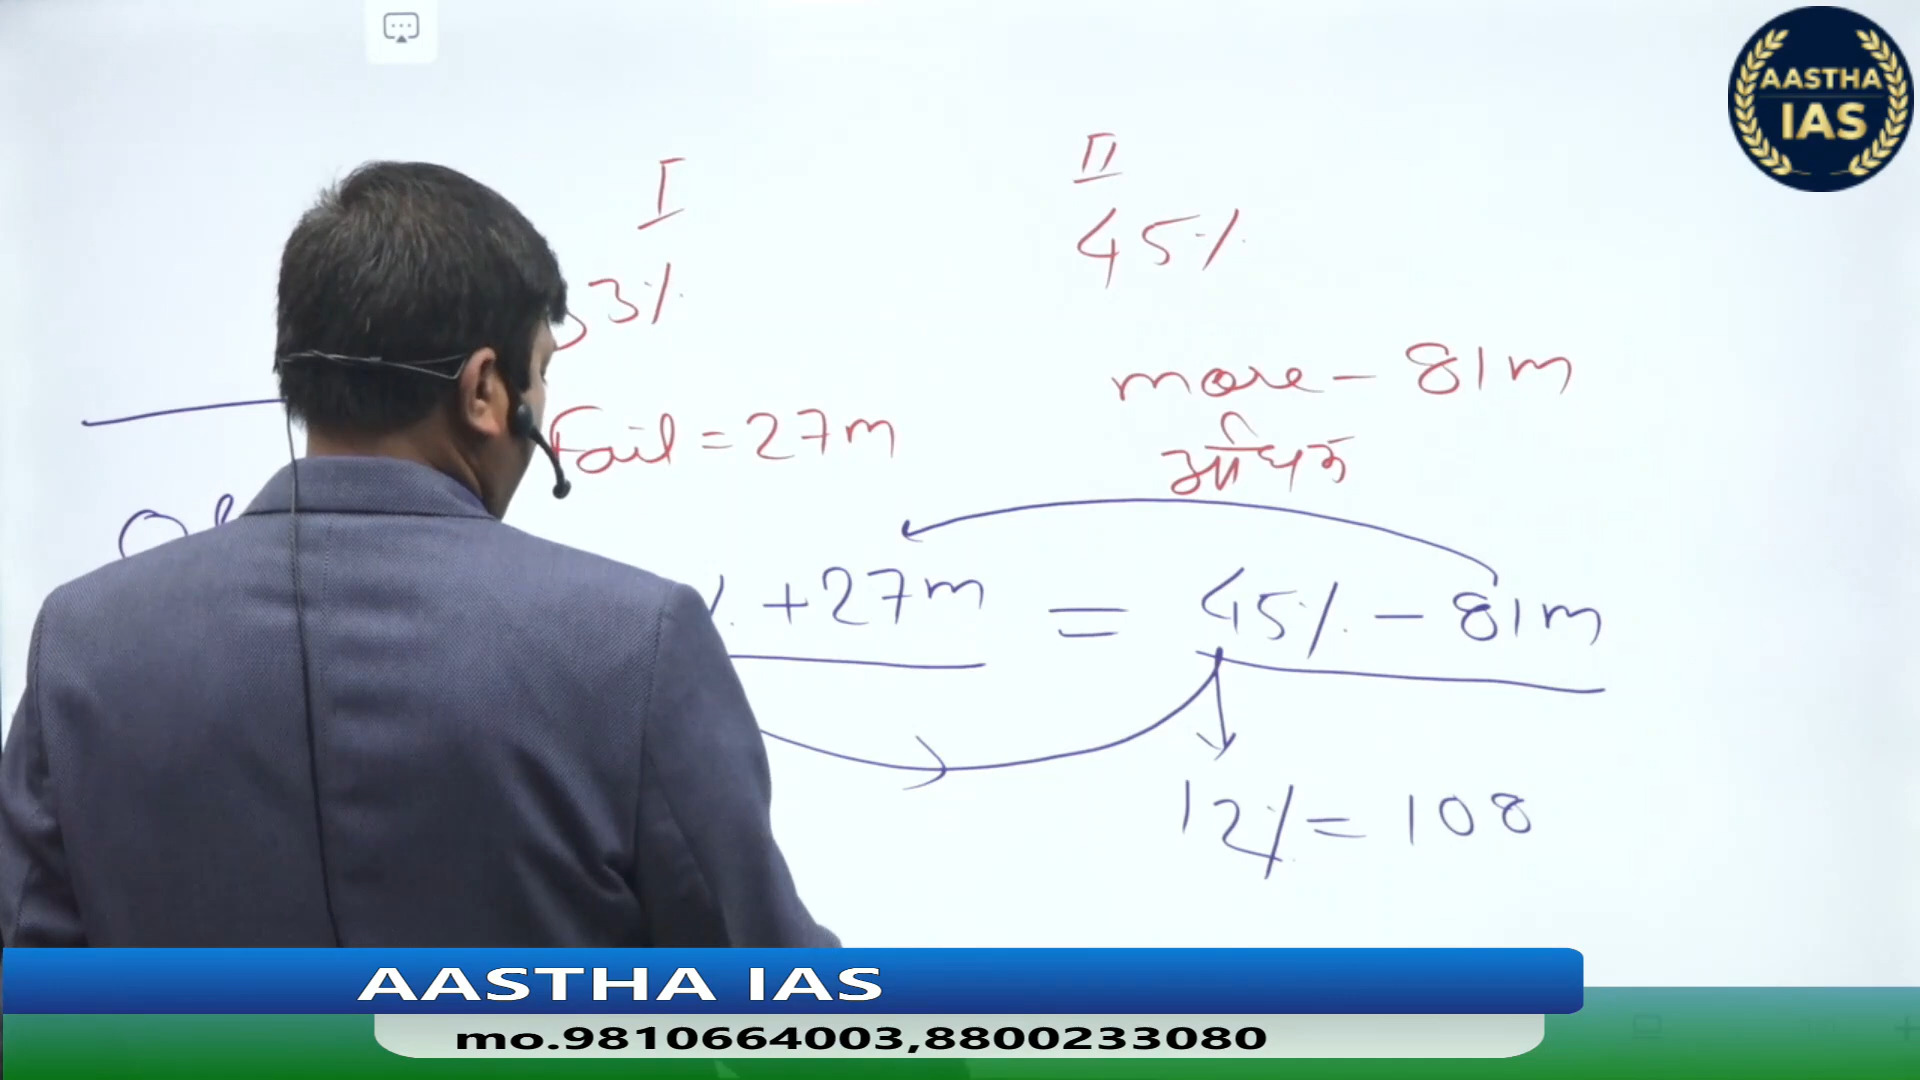 AASTHA
IAS
I
II
45%
3%
more - 81m
Fail = 27m
अधिक
% + 27m = 45% - 81m
12% = 108
AASTHA IAS
mo.9810664003,8800233080